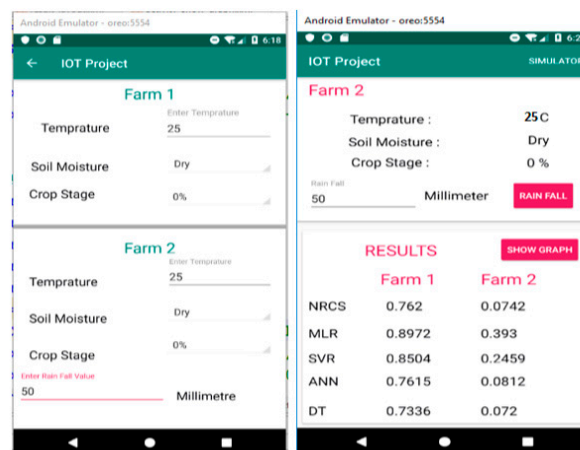 Android Emulator - oreo:5554
6:18
IOT Project
Farm 1
Enter Temprature
Temprature 25
Soil Moisture Dry
Crop Stage 0%
Farm 2
Enter Temprature
Temprature 25
Soil Moisture Dry
Crop Stage 0%
Enter Rain Fall Value
50 Millimetre
Android Emulator - oreo:5554
IOT Project SIMULATOR
Farm 2
Temprature : 25C
Soil Moisture : Dry
Crop Stage : 0 %
Rain Fall
50 Millimeter RAIN FALL
RESULTS SHOW GRAPH
Farm 1 Farm 2
NRCS 0.762 0.0742
MLR 0.8972 0.393
SVR 0.8504 0.2459
ANN 0.7615 0.0812
DT 0.7336 0.072